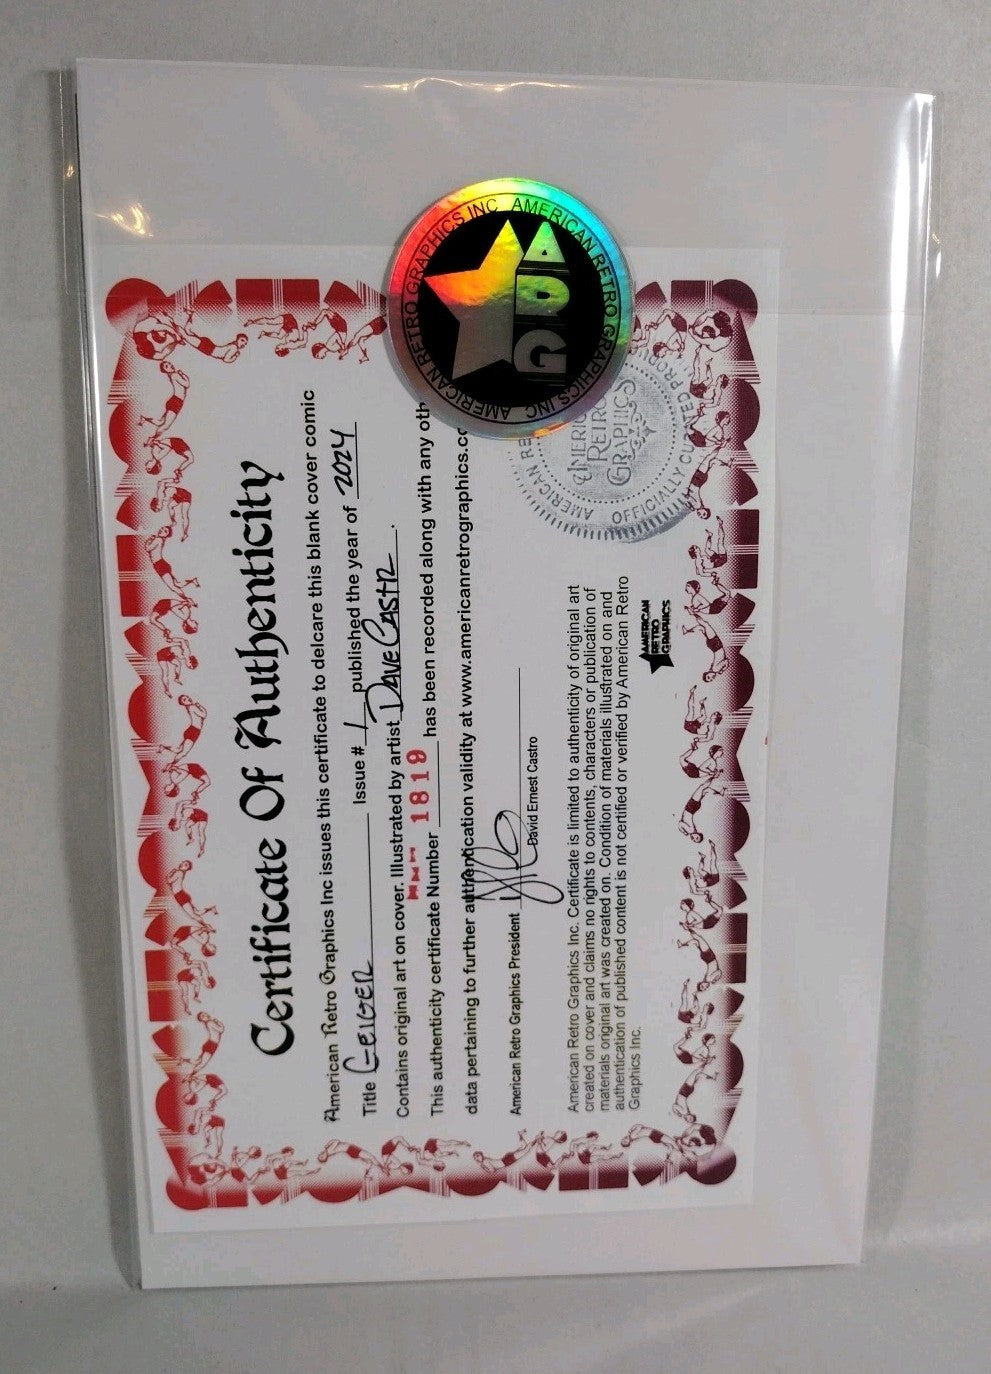 AMERICAN RETRO GRAPHICS INC AMERICAN RETRO GRAPHICS INC
Certificate Of Authenticity
American Retro Graphics Inc issues this certificate to delcare this blank cover comic
Title GEIGER Issue # 1 published the year of 2024
Contains original art on cover. Illustrated by artist DAVE CASTR.
This authenticity certificate Number 1819 has been recorded along with any oth
data pertaining to further authentication validity at www.americanretrographics.co
American Retro Graphics President
David Ernest Castro
American Retro Graphics Inc. Certificate is limited to authenticity of original art
created on cover and claims no rights to contents, characters or publication of
materials original art was created on. Condition of materials illustrated on and
authentication of published content is not certified or verified by American Retro
Graphics Inc.
AMERICAN
RETRO
GRAPHICS
AMERICAN RE
OFFICIALLY CURATED PRODU
AMERIC
RETRO
GRAPHICS